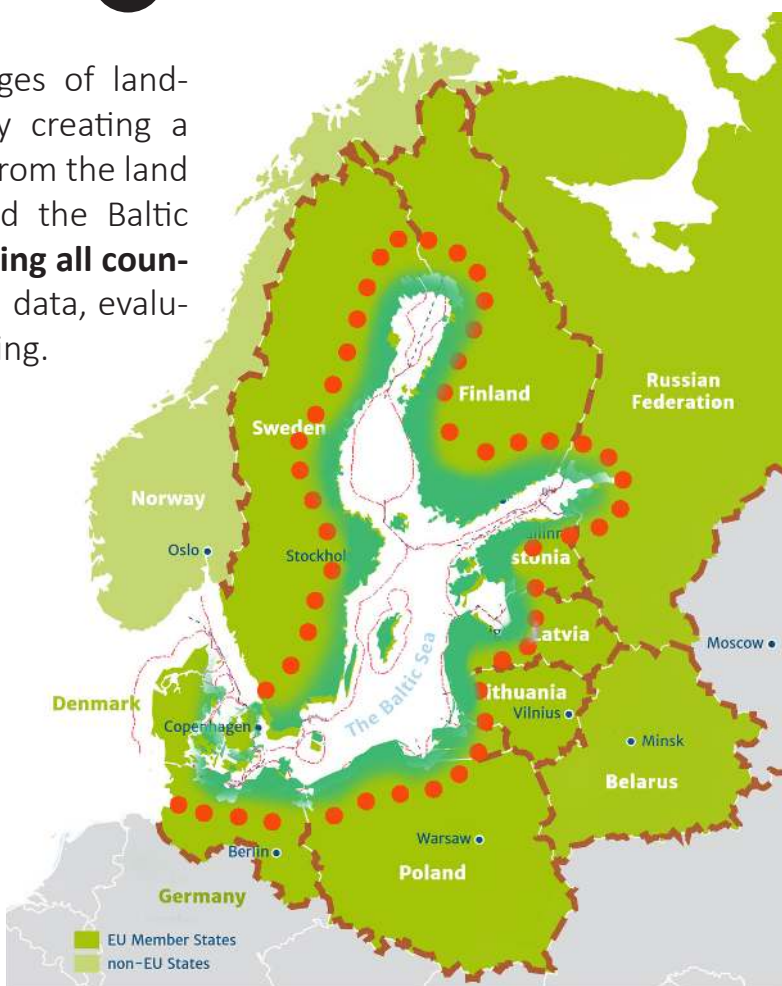 ges of land-
y creating a
rom the land
d the Baltic
ing all coun-
data, evalu-
ing.
Finland
Russian
Federation
Sweden
Norway
Oslo
Stockhol
stonia
Latvia
Moscow
The Baltic Sea
ithuania
Denmark
Copenhagen
Vilnius
Minsk
Belarus
Warsaw
Berlin
Poland
Germany
EU Member States
non-EU States